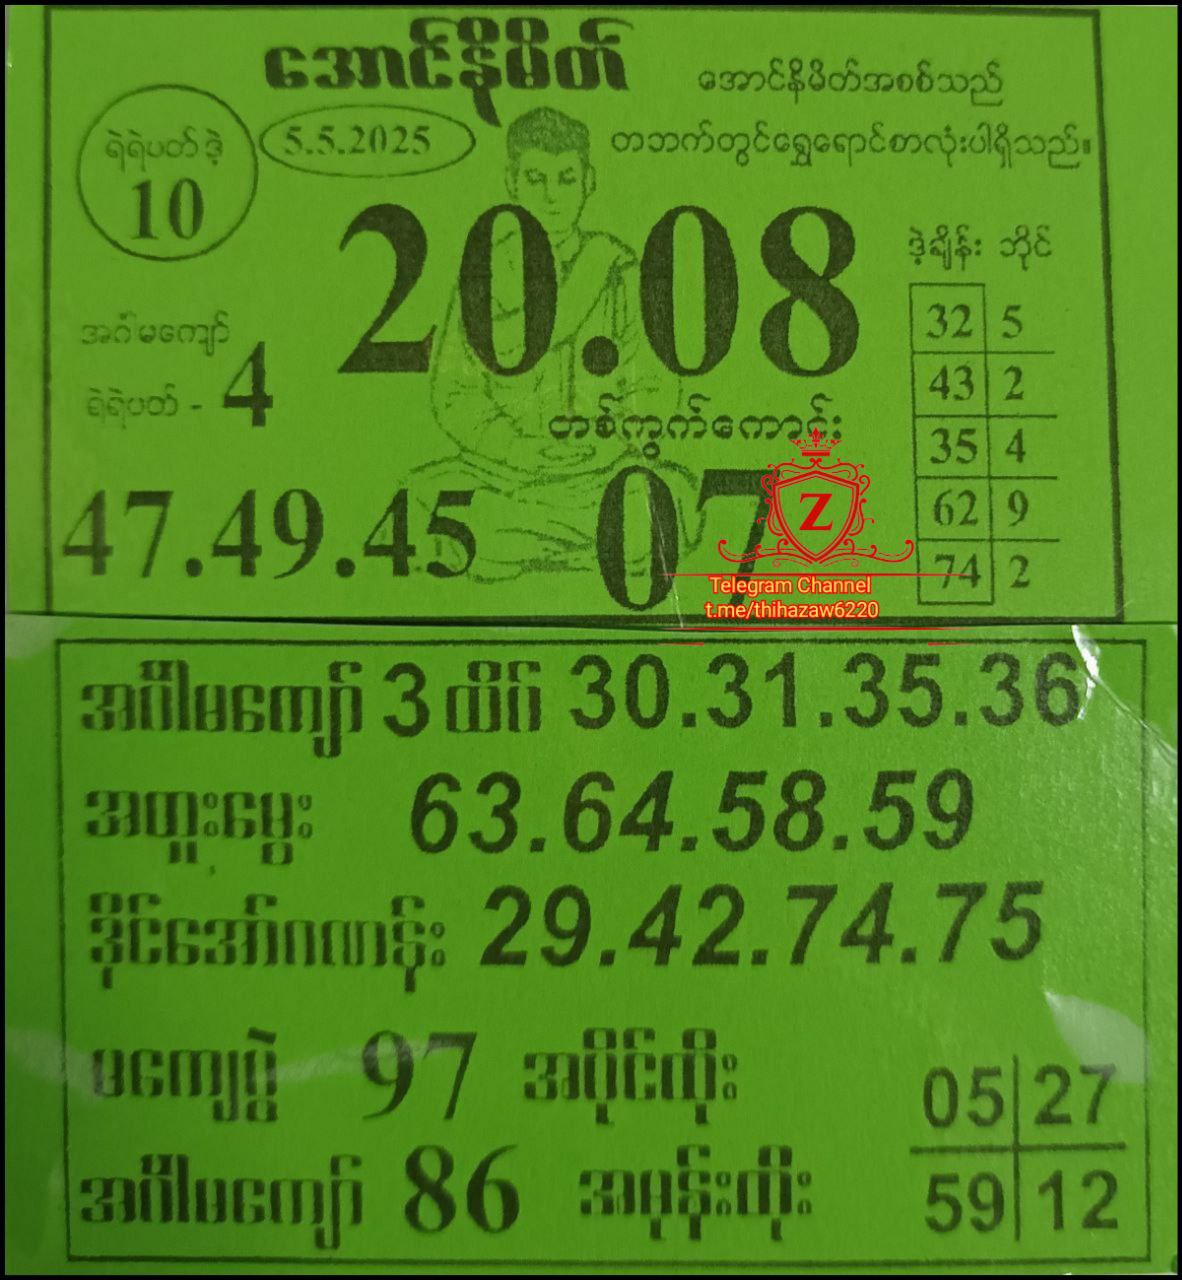 အောင်နိမိတ်
အောင်နိမိတ်အစစ်သည်
တဘက်တွင်ရွှေရောင်စာလုံးပါရှိသည်။
ရဲရဲပတ် ဒဲ့
10
5.5.2025
20.08
ဒဲ့ချိန်း ဘိုင်
32 5
43 2
35 4
62 9
74 2
အင်္ဂါမကျော်
ရဲရဲပတ် - 4
တစ်ကွက်ကောင်း
47.49.45
07
Z
Telegram Channel
t.me/thihazaw6220
အင်္ဂါမကျော် 3 ထိပ် 30.31.35.36
အထူးမွေး 63.64.58.59
ဒိုင်အော်ဂဏန်း 29.42.74.75
မကျေပွဲ 97 အပိုင်ထိုး
05 27
အင်္ဂါမကျော် 86 အမုန်းထိုး
59 12